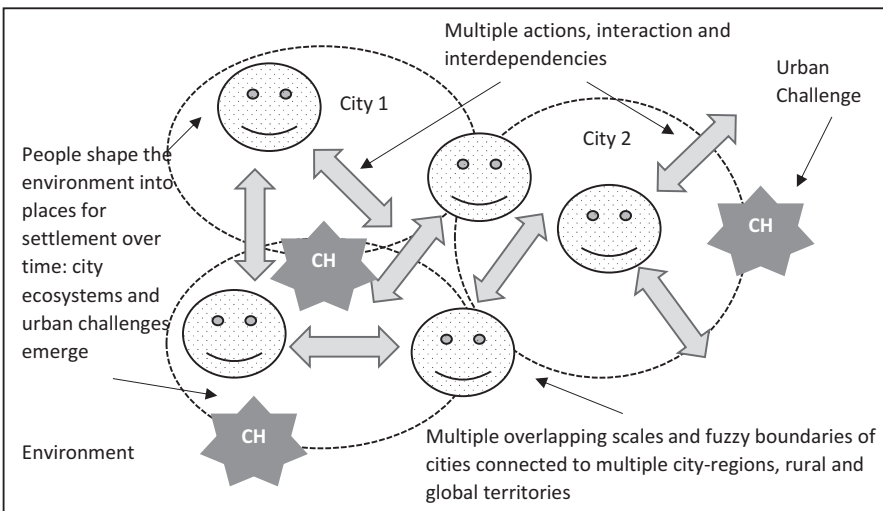 Multiple actions, interaction and
interdependencies
Urban
Challenge
City 1
City 2
People shape the
environment into
places for
settlement over
time: city
ecosystems and
urban challenges
emerge
CH
CH
CH
Environment
Multiple overlapping scales and fuzzy boundaries of
cities connected to multiple city-regions, rural and
global territories